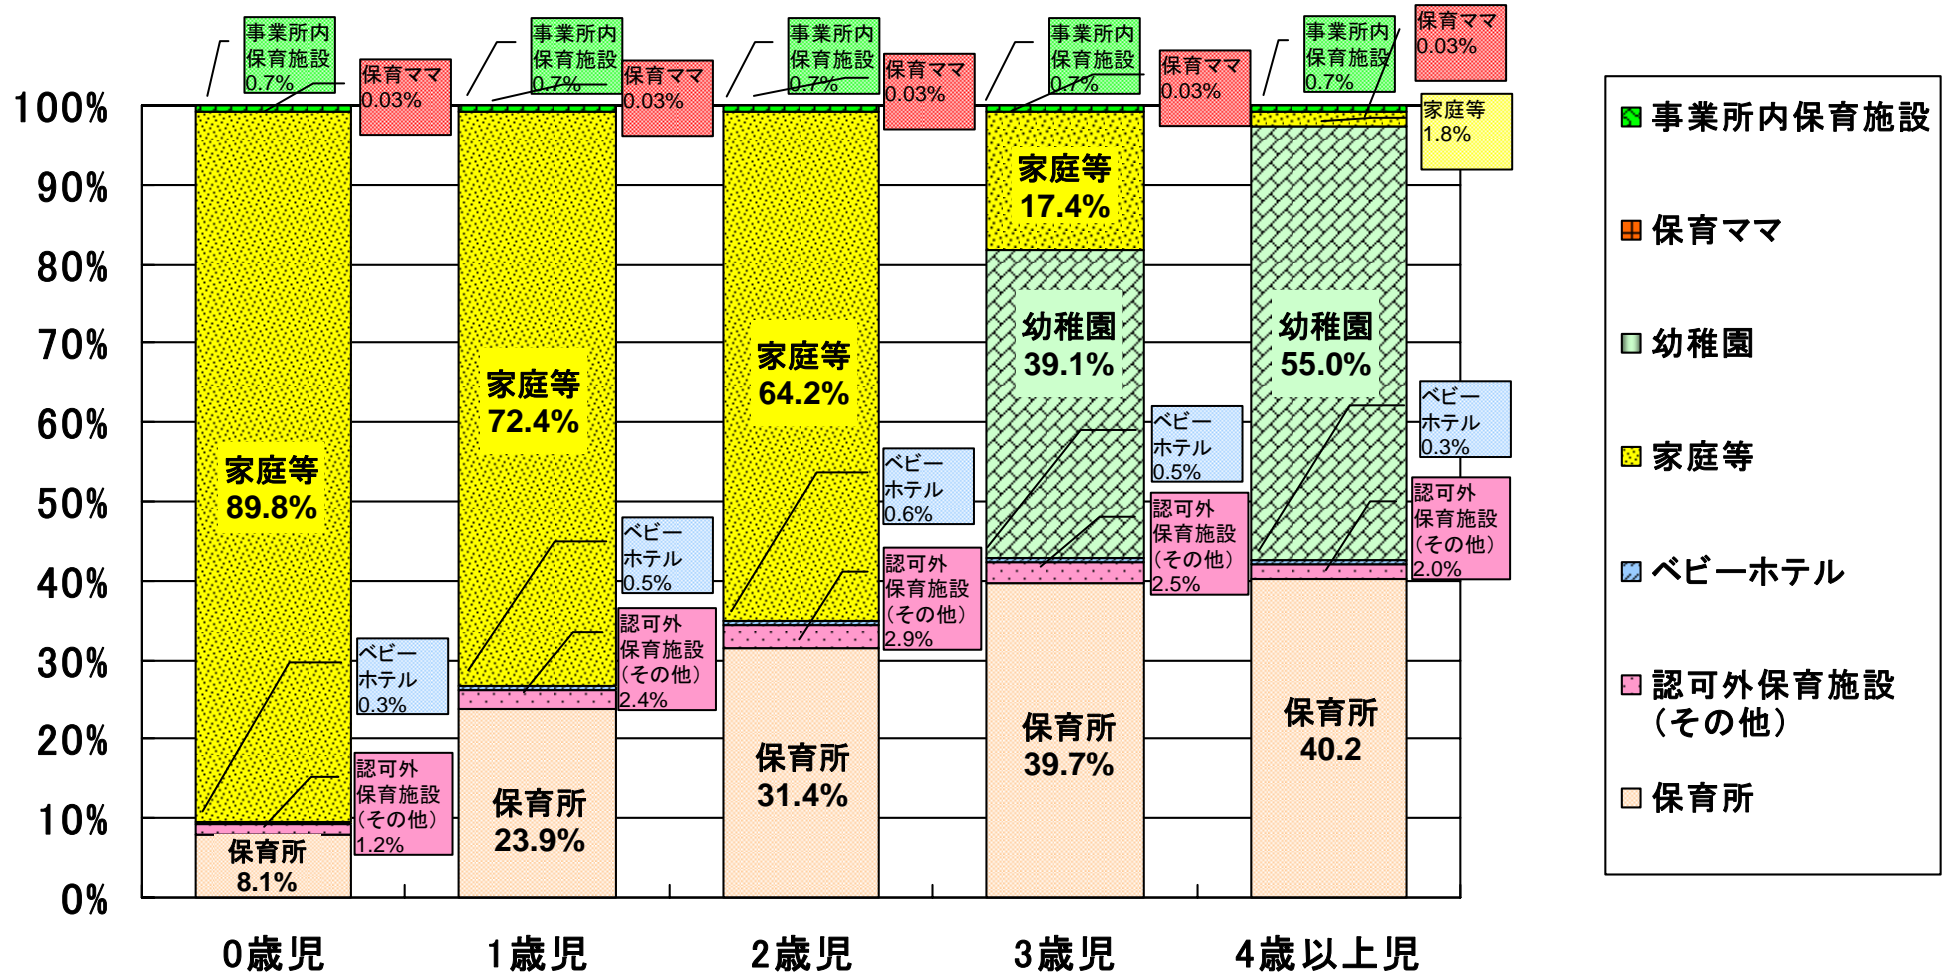 事業所内
保育施設
0.7%
保育ママ
0.03%
事業所内
保育施設
0.7%
保育ママ
0.03%
事業所内
保育施設
0.7%
保育ママ
0.03%
事業所内
保育施設
0.7%
保育ママ
0.03%
事業所内
保育施設
0.7%
保育ママ
0.03%
家庭等
1.8%
100%
90%
80%
70%
60%
50%
40%
30%
20%
10%
0%
家庭等
89.8%
ベビー
ホテル
0.3%
認可外
保育施設
(その他)
1.2%
保育所
8.1%
家庭等
72.4%
ベビー
ホテル
0.5%
認可外
保育施設
(その他)
2.4%
保育所
23.9%
家庭等
64.2%
ベビー
ホテル
0.6%
認可外
保育施設
(その他)
2.9%
保育所
31.4%
家庭等
17.4%
幼稚園
39.1%
ベビー
ホテル
0.5%
認可外
保育施設
(その他)
2.5%
保育所
39.7%
幼稚園
55.0%
ベビー
ホテル
0.3%
認可外
保育施設
(その他)
2.0%
保育所
40.2
0歳児
1歳児
2歳児
3歳児
4歳以上児
事業所内保育施設
保育ママ
幼稚園
家庭等
ベビーホテル
認可外保育施設
(その他)
保育所